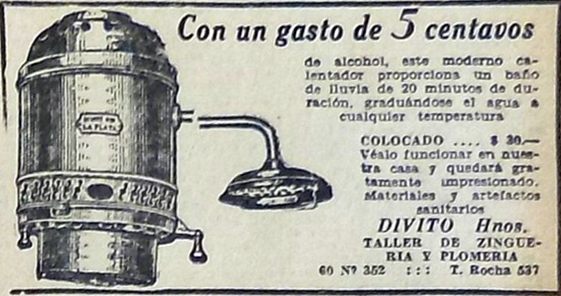 Con un gasto de 5 centavos
de alcohol, este moderno ca-
lentador proporciona un baño
de lluvia de 20 minutos de du-
ración, graduándose el agua a
cualquier temperatura
COLOCADO .... $ 30.—
Véalo funcionar en nues-
tra casa y quedará gra-
tamente impresionado.
Materiales y artefactos
sanitarios
DIVITO Hnos.
TALLER DE ZINGUE-
RIA Y PLOMERIA
60 Nº 352 : : : T. Rocha 537
LA PLATA